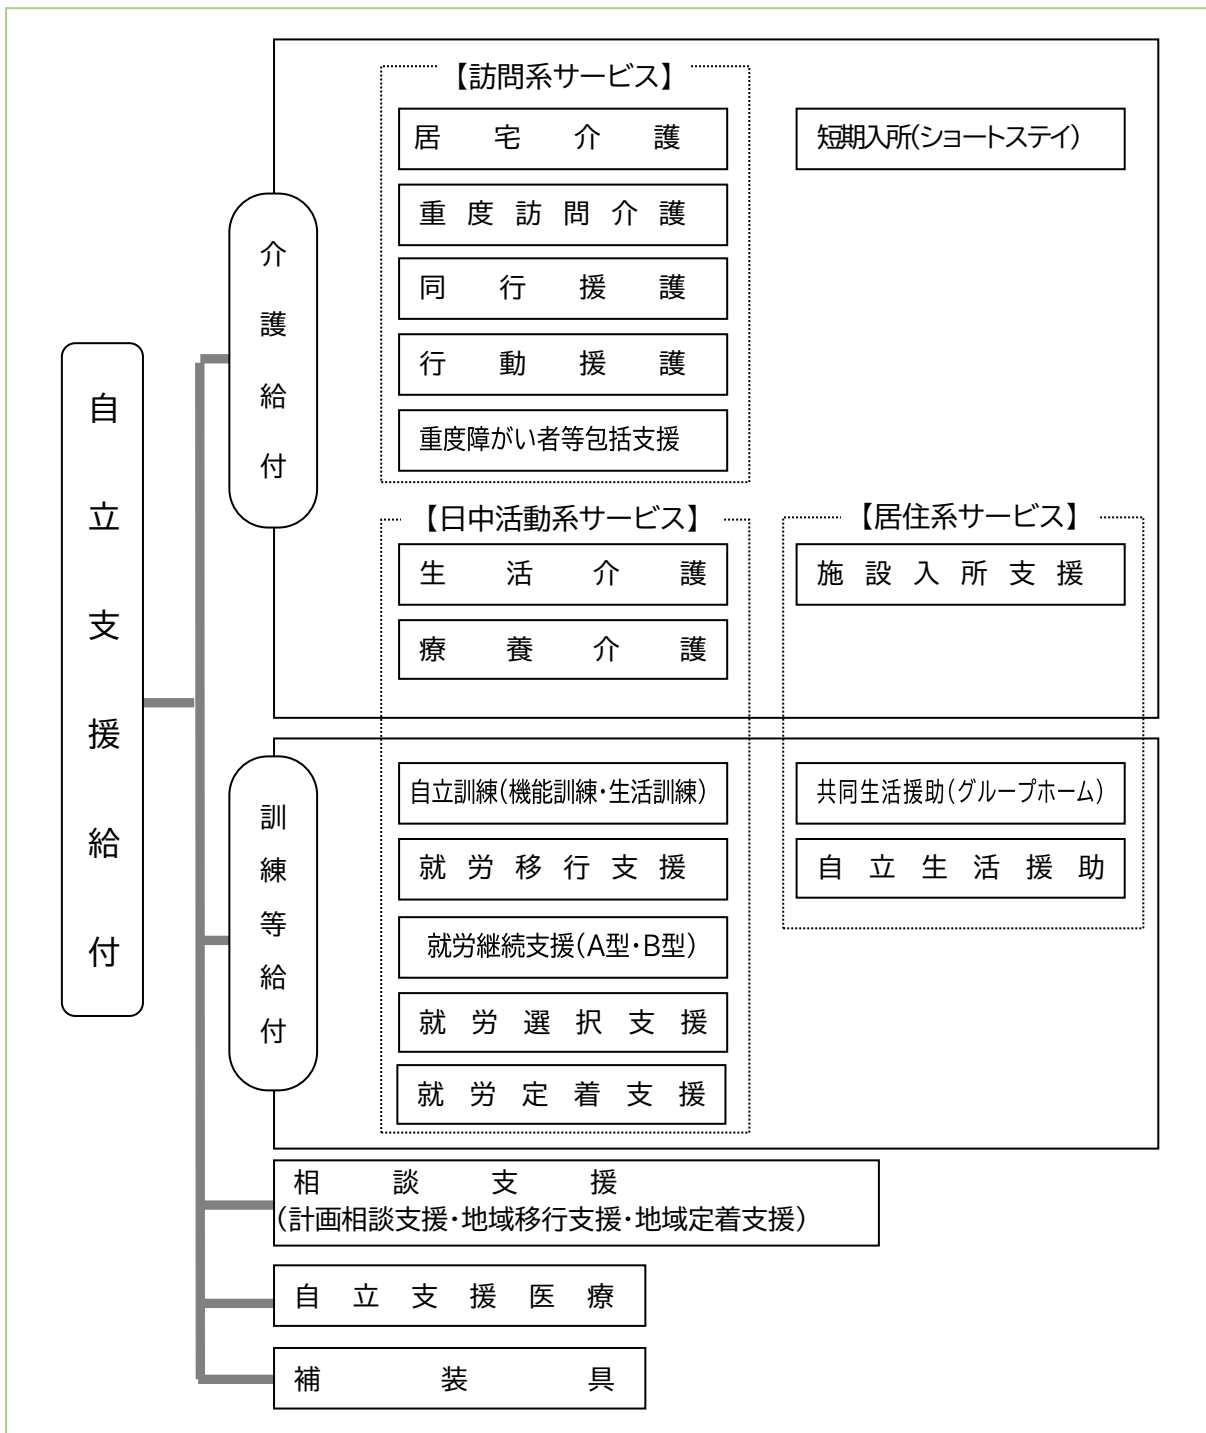 自立支援給付
介護給付
【訪問系サービス】
居宅介護
重度訪問介護
同行援護
行動援護
重度障がい者等包括支援
短期入所(ショートステイ)
【日中活動系サービス】
生活介護
療養介護
【居住系サービス】
施設入所支援
訓練等給付
自立訓練(機能訓練・生活訓練)
就労移行支援
就労継続支援(A型・B型)
就労選択支援
就労定着支援
共同生活援助(グループホーム)
自立生活援助
相談支援
(計画相談支援・地域移行支援・地域定着支援)
自立支援医療
補装具